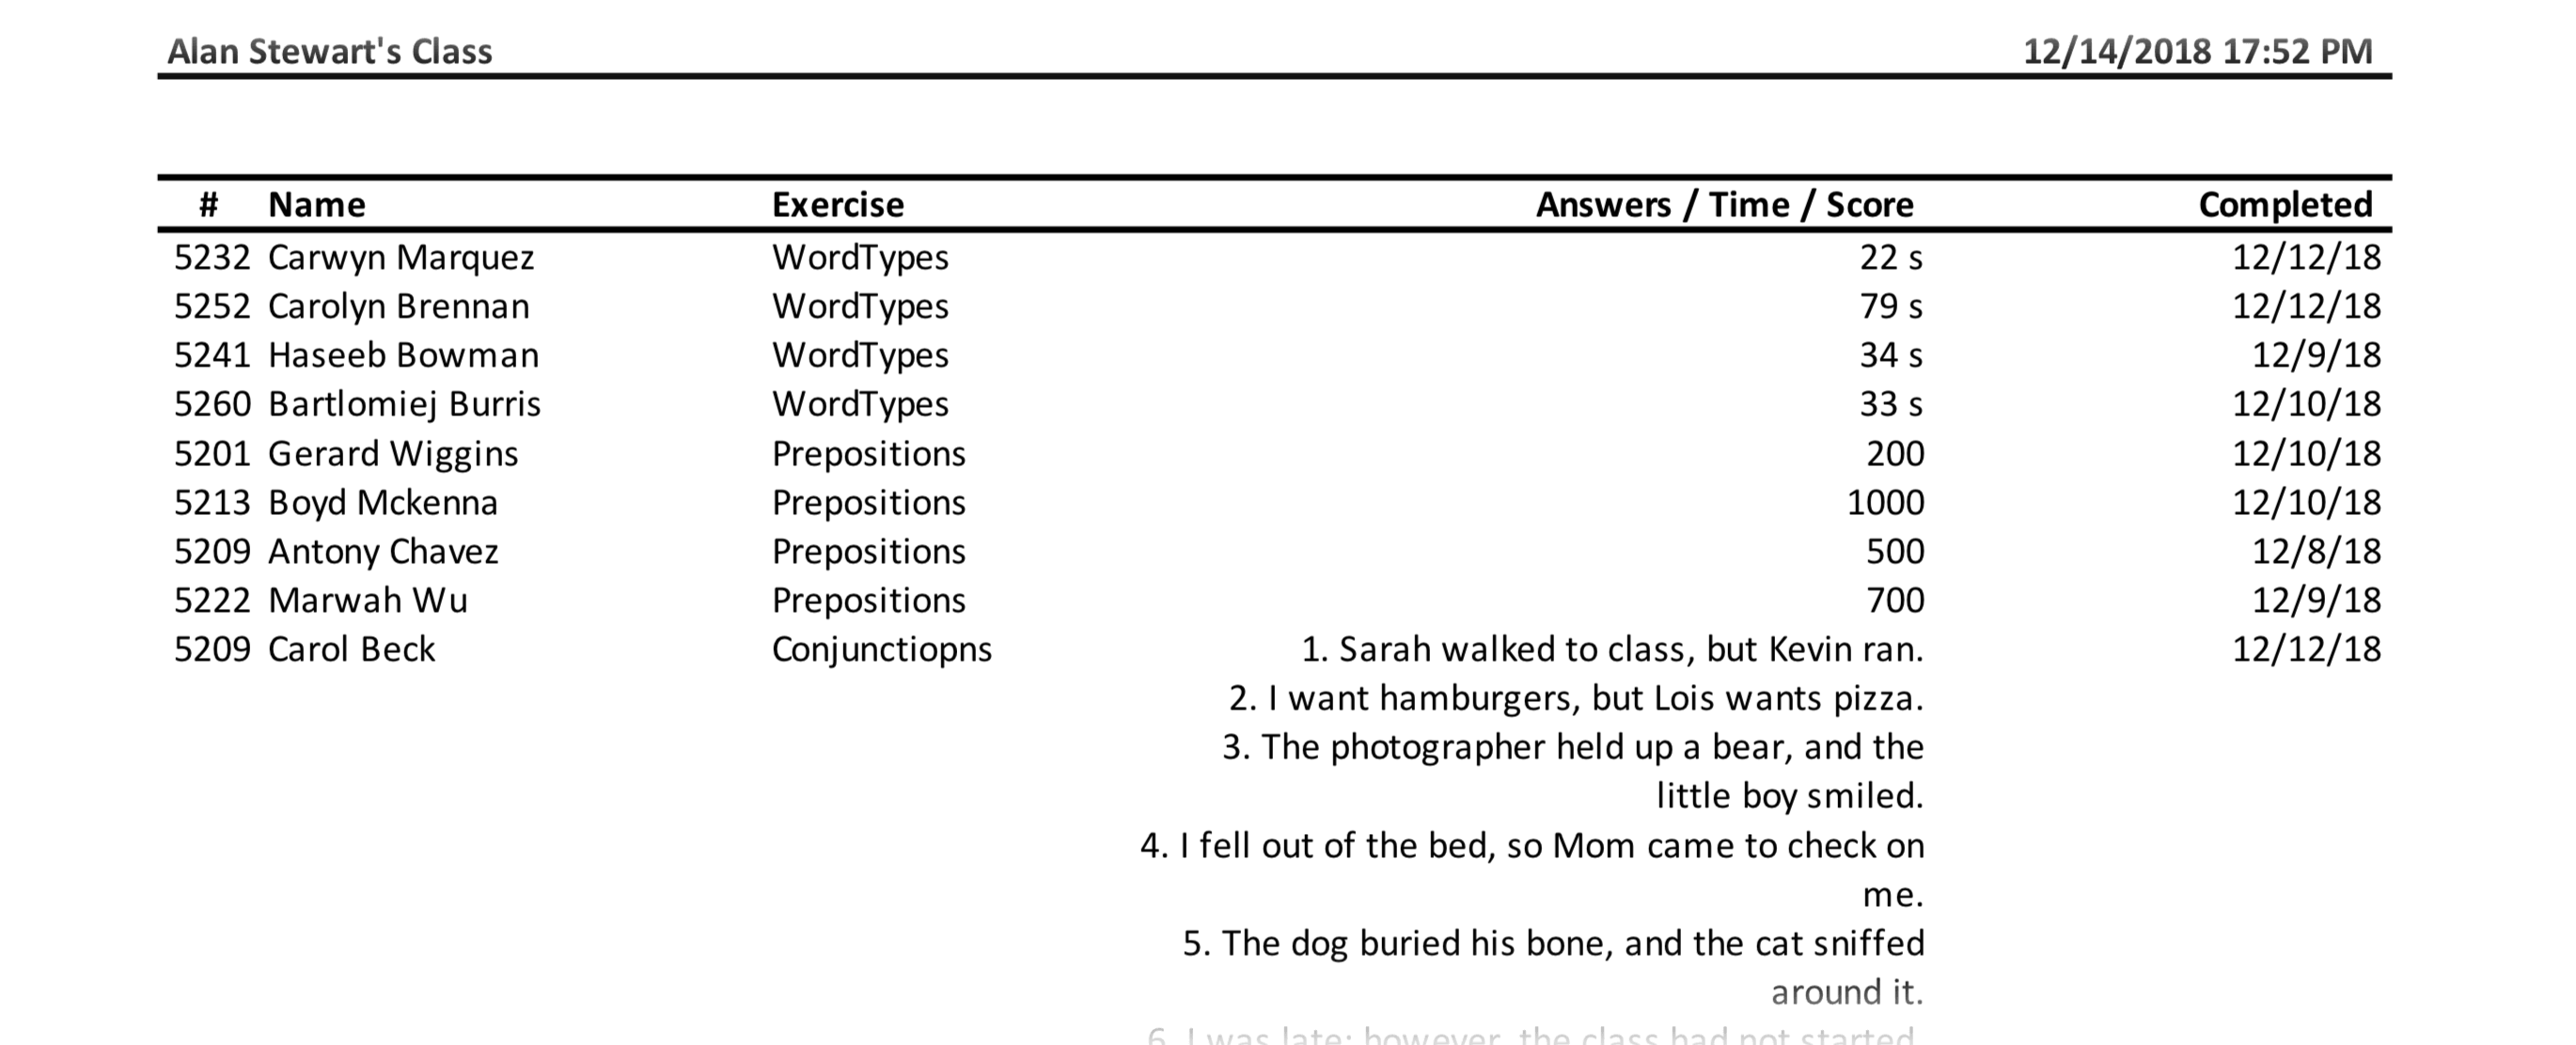 Alan Stewart's Class 12/14/2018 17:52 PM
# Name Exercise Answers / Time / Score Completed
5232 Carwyn Marquez WordTypes 22 s 12/12/18
5252 Carolyn Brennan WordTypes 79 s 12/12/18
5241 Haseeb Bowman WordTypes 34 s 12/9/18
5260 Bartlomiej Burris WordTypes 33 s 12/10/18
5201 Gerard Wiggins Prepositions 200 12/10/18
5213 Boyd Mckenna Prepositions 1000 12/10/18
5209 Antony Chavez Prepositions 500 12/8/18
5222 Marwah Wu Prepositions 700 12/9/18
5209 Carol Beck Conjunctiopns 1. Sarah walked to class, but Kevin ran. 12/12/18
2. I want hamburgers, but Lois wants pizza.
3. The photographer held up a bear, and the
little boy smiled.
4. I fell out of the bed, so Mom came to check on
me.
5. The dog buried his bone, and the cat sniffed
around it.
6. I was late; however, the class had not started